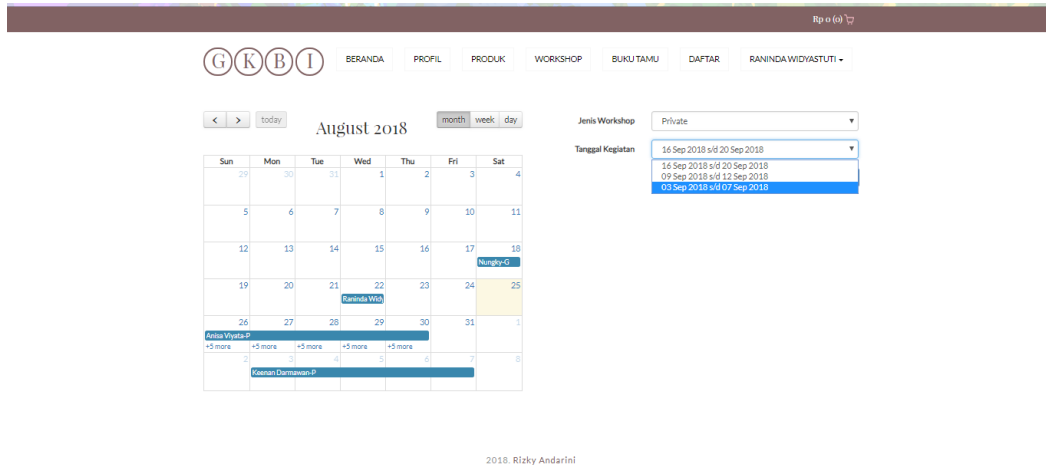 Rp 0 (0)
GKBI BERANDA PROFIL PRODUK WORKSHOP BUKU TAMU DAFTAR RANINDA WIDYASTUTI
< > today August 2018 month week day
Jenis Workshop Private
Tanggal Kegiatan 16 Sep 2018 s/d 20 Sep 2018
16 Sep 2018 s/d 20 Sep 2018
09 Sep 2018 s/d 12 Sep 2018
03 Sep 2018 s/d 07 Sep 2018
Sun Mon Tue Wed Thu Fri Sat
29 30 31 1 2 3 4
5 6 7 8 9 10 11
12 13 14 15 16 17 18
Nungky-G
19 20 21 22 23 24 25
Raninda Widy
26 27 28 29 30 31 1
Anisa Viyata-P
+5 more +5 more +5 more +5 more +5 more
2 3 4 5 6 7 8
Keenan Darmawan-P
2018. Rizky Andarini